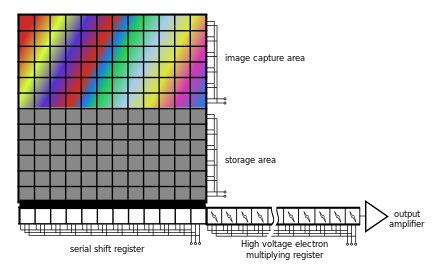 image capture area
storage area
output
amplifier
serial shift register
High voltage electron
multiplying register